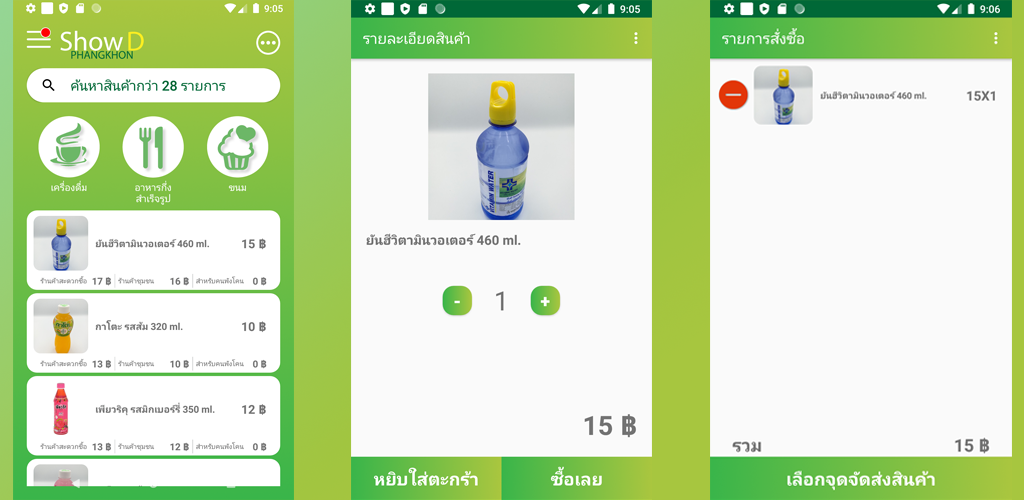 9:05
Show D
PHANGKHON
ค้นหาสินค้ากว่า 28 รายการ
เครื่องดื่ม
อาหารกึ่ง
สำเร็จรูป
ขนม
ยันฮีวิตามินวอเตอร์ 460 ml. 15 ฿
ร้านค้าสะดวกซื้อ 17 ฿ ร้านค้าชุมชน 16 ฿ สำหรับคนพังโคน 0 ฿
กาโตะ รสส้ม 320 ml. 10 ฿
ร้านค้าสะดวกซื้อ 13 ฿ ร้านค้าชุมชน 10 ฿ สำหรับคนพังโคน 0 ฿
เพียวริคุ รสมิกเบอร์รี่ 350 ml. 12 ฿
ร้านค้าสะดวกซื้อ 13 ฿ ร้านค้าชุมชน 12 ฿ สำหรับคนพังโคน 0 ฿
9:05
รายละเอียดสินค้า
VITAMIN WATER
ยันฮีวิตามินวอเตอร์ 460 ml.
- 1 +
15 ฿
หยิบใส่ตะกร้า ซื้อเลย
9:06
รายการสั่งซื้อ
ยันฮีวิตามินวอเตอร์ 460 ml. 15X1
รวม 15 ฿
เลือกจุดจัดส่งสินค้า